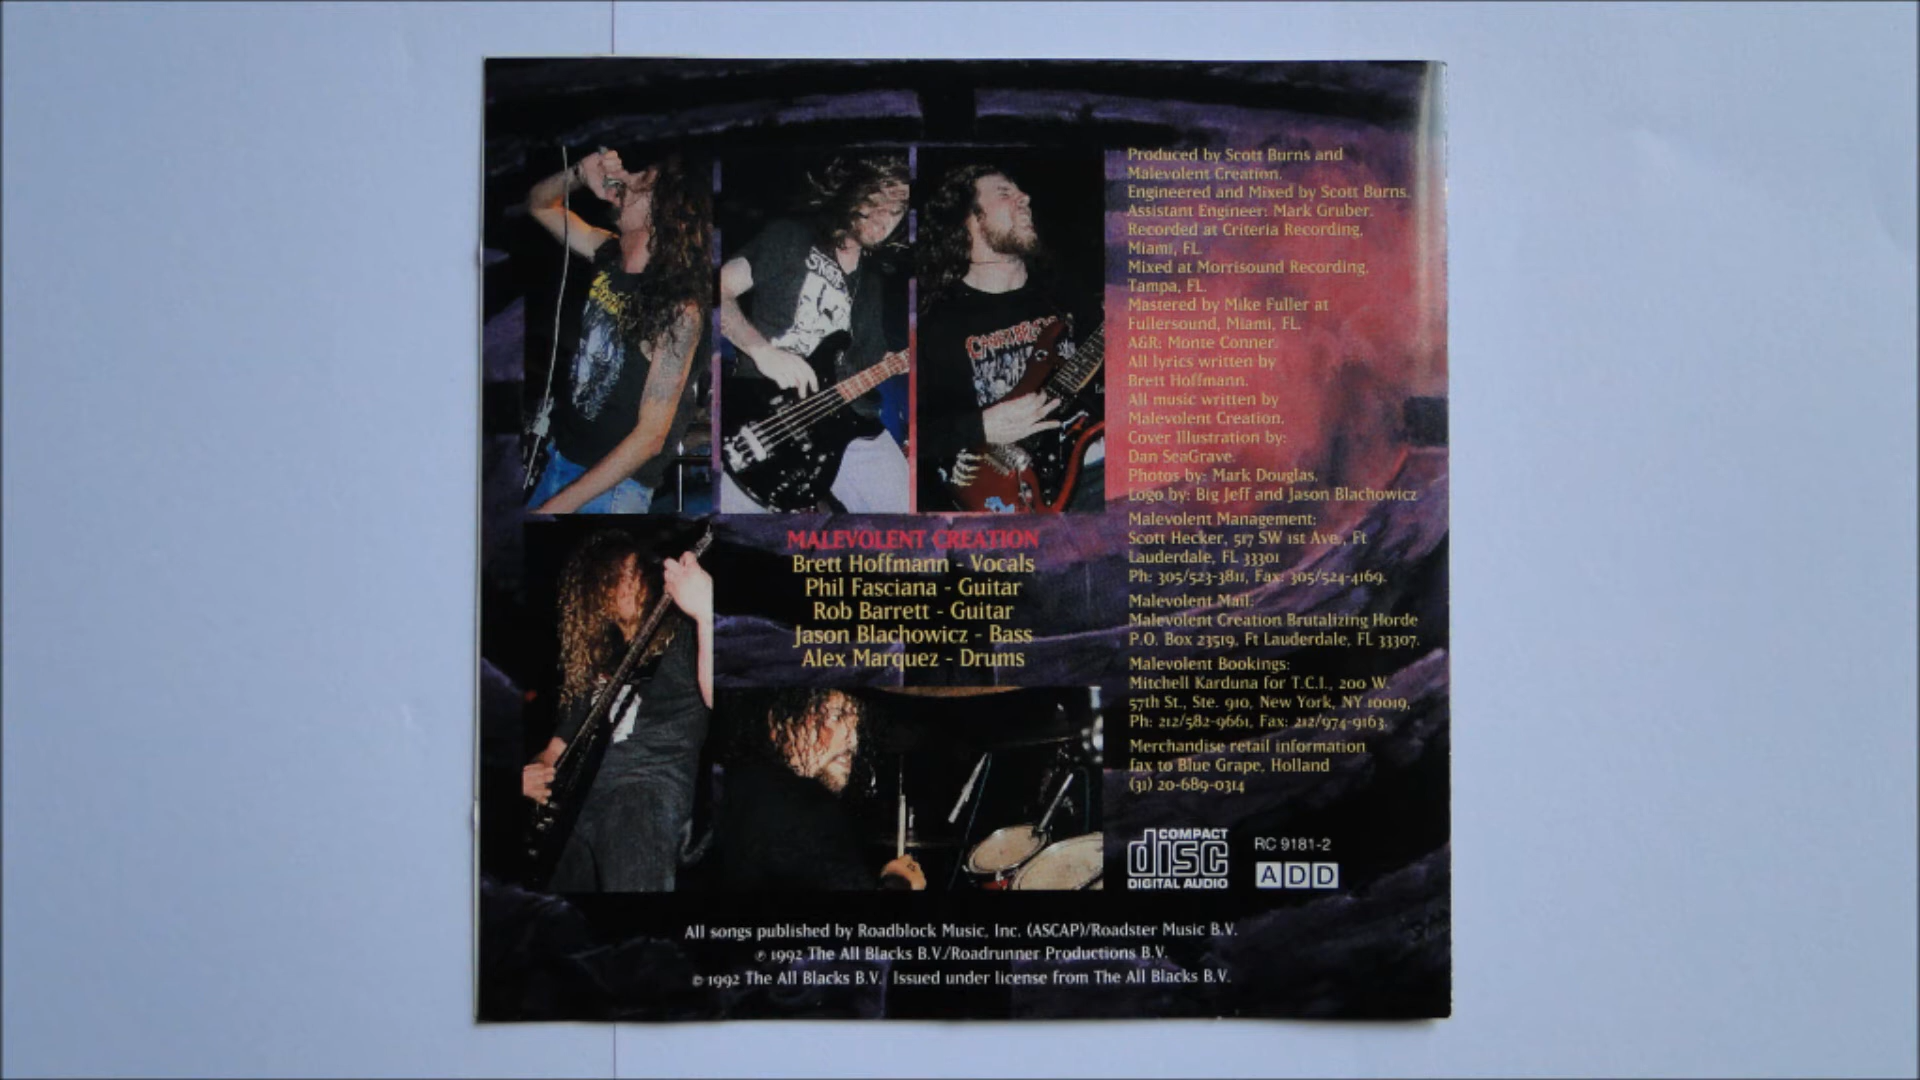 Produced by Scott Burns and
Malevolent Creation.
Engineered and Mixed by Scott Burns.
Assistant Engineer: Mark Gruber.
Recorded at Criteria Recording,
Miami, FL.
Mixed at Morrisound Recording,
Tampa, FL.
Mastered by Mike Fuller at
Fullersound, Miami, FL.
A&R: Monte Conner.
All lyrics written by
Brett Hoffmann.
All music written by
Malevolent Creation.
Cover Illustration by:
Dan SeaGrave.
Photos by: Mark Douglas.
Logo by: Big Jeff and Jason Blachowicz
Malevolent Management:
Scott Hecker, 517 SW 1st Ave., Ft
Lauderdale, FL 33301
Ph: 305/523-3811, Fax: 305/524-4169.
Malevolent Mail:
Malevolent Creation Brutalizing Horde
P.O. Box 23519, Ft Lauderdale, FL 33307.
Malevolent Bookings:
Mitchell Karduna for T.C.I., 200 W.
57th St., Ste. 910, New York, NY 10019,
Ph: 212/582-9661, Fax: 212/974-9163.
Merchandise retail information
fax to Blue Grape, Holland
(31) 20-689-0314
MALEVOLENT CREATION
Brett Hoffmann - Vocals
Phil Fasciana - Guitar
Rob Barrett - Guitar
Jason Blachowicz - Bass
Alex Marquez - Drums
COMPACT
disc
DIGITAL AUDIO
RC 9181-2
ADD
All songs published by Roadblock Music, Inc. (ASCAP)/Roadster Music B.V.
℗ 1992 The All Blacks B.V./Roadrunner Productions B.V.
© 1992 The All Blacks B.V. Issued under license from The All Blacks B.V.